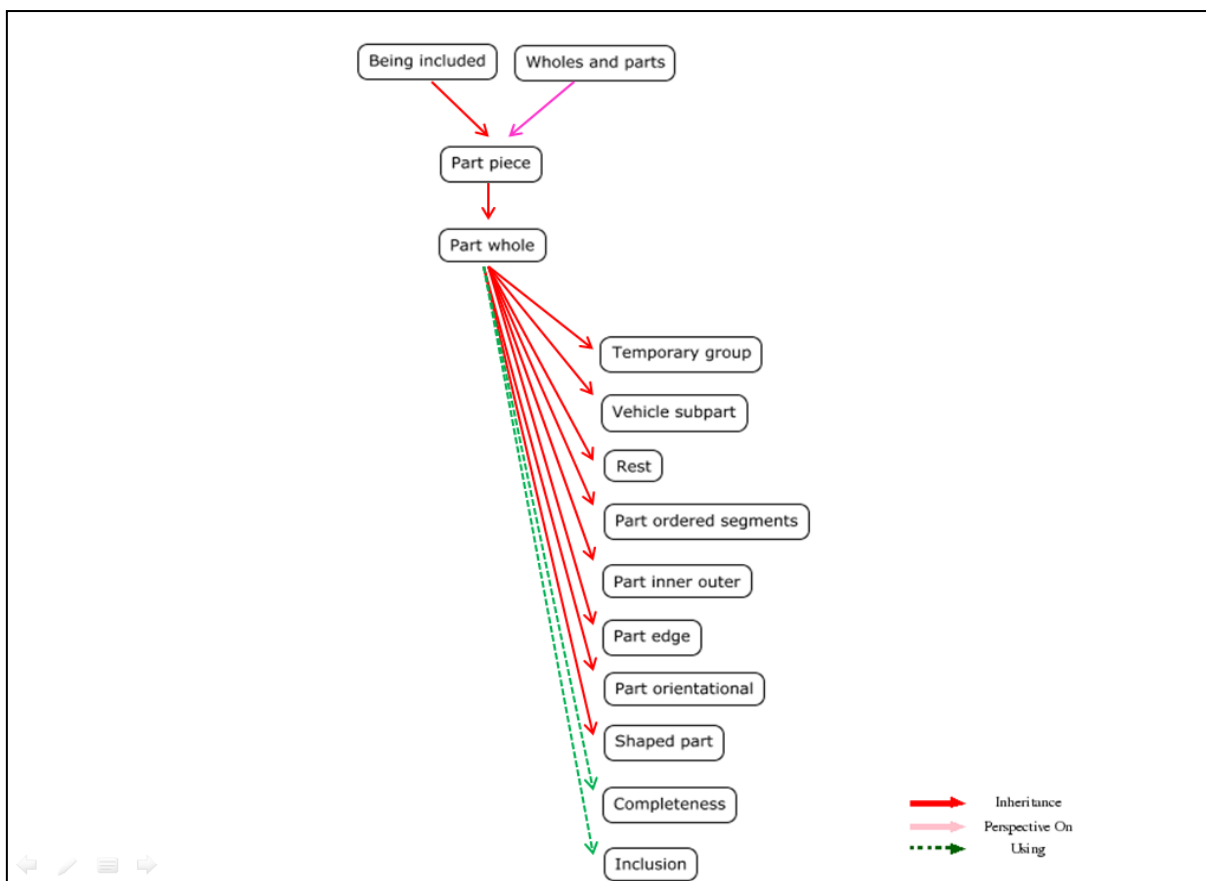 Being included
Wholes and parts
Part piece
Part whole
Temporary group
Vehicle subpart
Rest
Part ordered segments
Part inner outer
Part edge
Part orientational
Shaped part
Completeness
Inclusion
Inheritance
Perspective On
Using